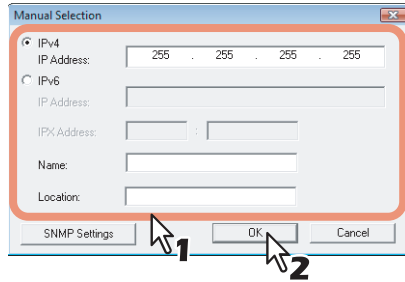 Manual Selection
IPv4
IP Address: 255 . 255 . 255 . 255
IPv6
IP Address:
IPX Address: :
Name:
Location:
SNMP Settings OK Cancel
1
2